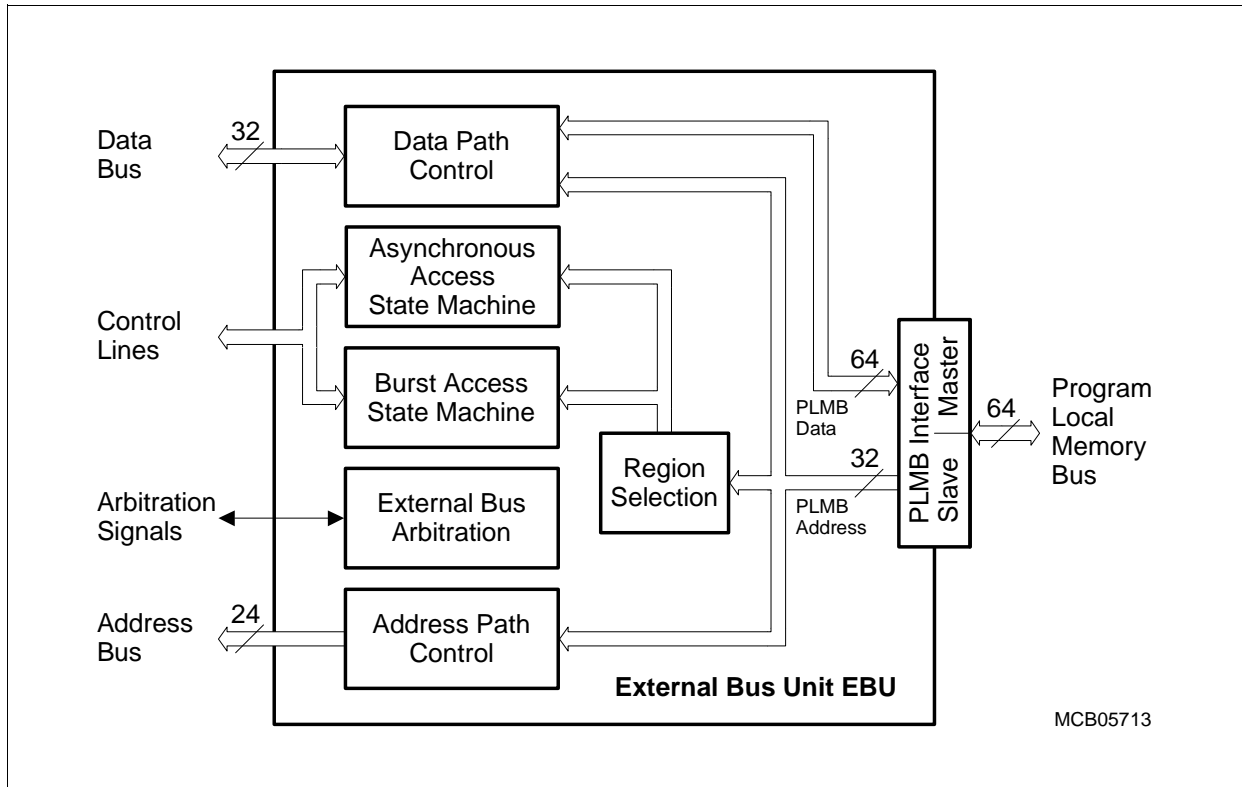 Data
Bus
32
Data Path
Control
Asynchronous
Access
State Machine
Control
Lines
Burst Access
State Machine
Region
Selection
64
PLMB
Data
32
PLMB
Address
PLMB Interface
Master
Slave
64
Program
Local
Memory
Bus
Arbitration
Signals
External Bus
Arbitration
Address
Bus
24
Address Path
Control
External Bus Unit EBU
MCB05713